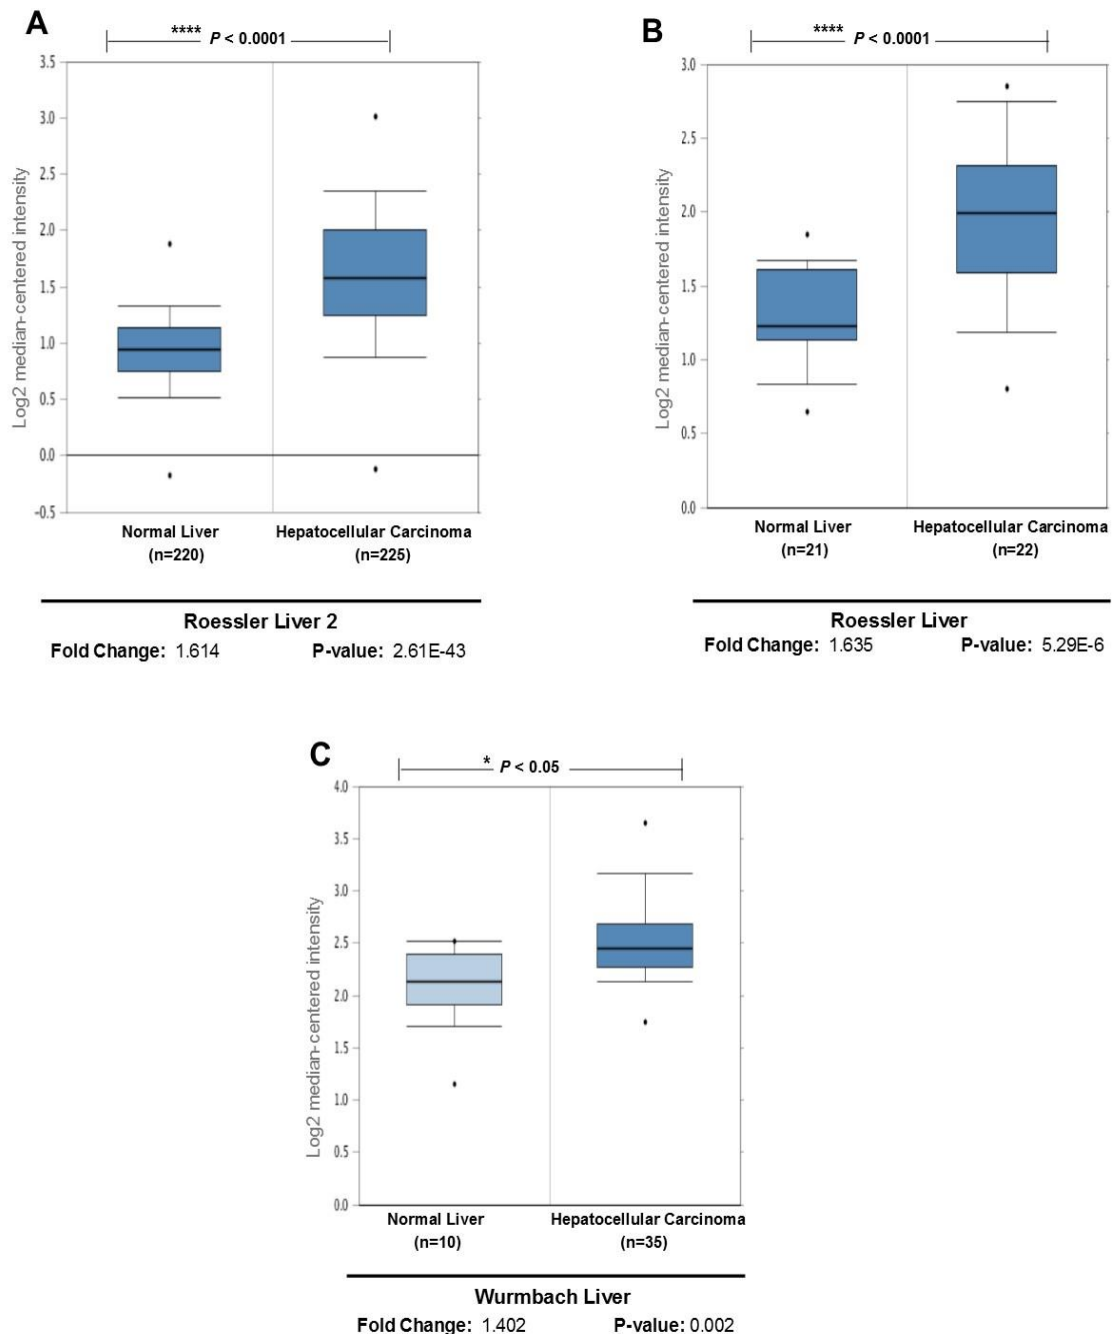 A
**** P < 0.0001
3.5
3.0
2.5
2.0
1.5
1.0
0.5
0.0
-0.5
Log2 median-centered intensity
Normal Liver
(n=220)
Hepatocellular Carcinoma
(n=225)
Roessler Liver 2
Fold Change: 1.614 P-value: 2.61E-43
B
**** P < 0.0001
3.0
2.5
2.0
1.5
1.0
0.5
0.0
Log2 median-centered intensity
Normal Liver
(n=21)
Hepatocellular Carcinoma
(n=22)
Roessler Liver
Fold Change: 1.635 P-value: 5.29E-6
C
* P < 0.05
4.0
3.5
3.0
2.5
2.0
1.5
1.0
0.5
0.0
Log2 median-centered intensity
Normal Liver
(n=10)
Hepatocellular Carcinoma
(n=35)
Wurmbach Liver
Fold Change: 1.402 P-value: 0.002